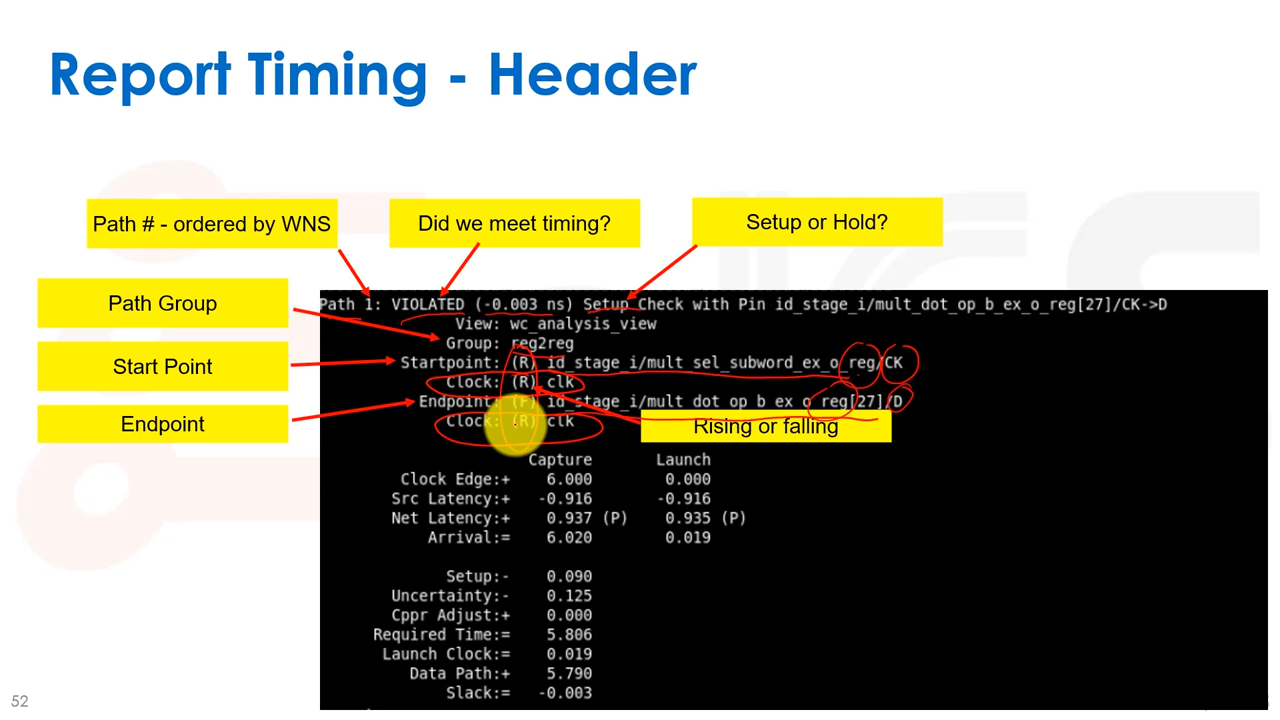 Report Timing - Header
Path # - ordered by WNS
Did we meet timing?
Setup or Hold?
Path Group
Start Point
Endpoint
Path 1: VIOLATED (-0.003 ns) Setup Check with Pin id_stage_i/mult_dot_op_b_ex_o_reg[27]/CK->D
View: wc_analysis_view
Group: reg2reg
Startpoint: (R) id_stage_i/mult_sel_subword_ex_o_reg/CK
Clock: (R) clk
Endpoint: (F) id_stage_i/mult_dot_op_b_ex_o_reg[27]/D
Clock: (R) clk
Rising or falling
Capture Launch
Clock Edge:+ 6.000 0.000
Src Latency:+ -0.916 -0.916
Net Latency:+ 0.937 (P) 0.935 (P)
Arrival:= 6.020 0.019
Setup:- 0.090
Uncertainty:- 0.125
Cppr Adjust:+ 0.000
Required Time:= 5.806
Launch Clock:= 0.019
Data Path:+ 5.790
Slack:= -0.003
52